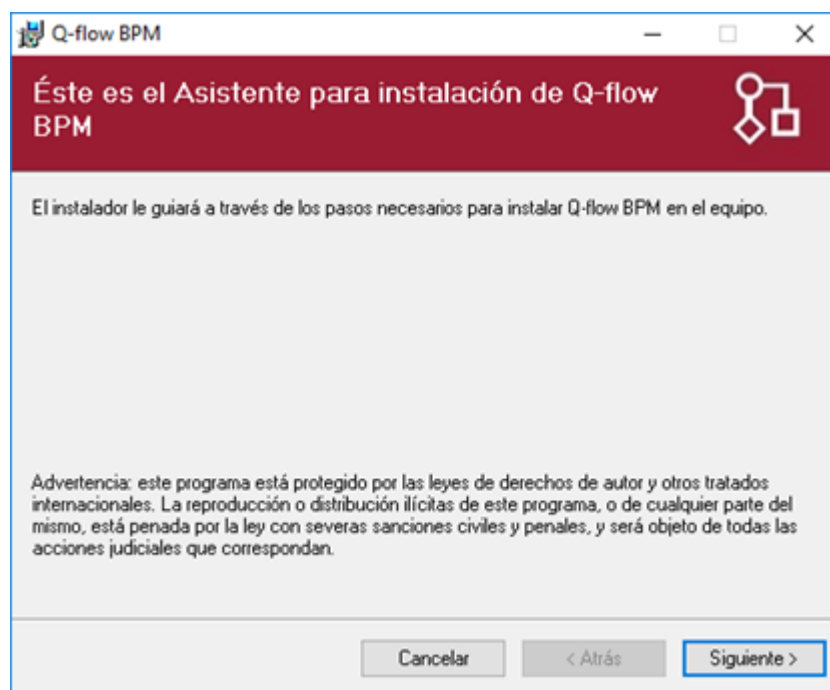 Q-flow BPM
Éste es el Asistente para instalación de Q-flow
BPM
El instalador le guiará a través de los pasos necesarios para instalar Q-flow BPM en el equipo.
Advertencia: este programa está protegido por las leyes de derechos de autor y otros tratados
internacionales. La reproducción o distribución ilícitas de este programa, o de cualquier parte del
mismo, está penada por la ley con severas sanciones civiles y penales, y será objeto de todas las
acciones judiciales que correspondan.
Cancelar < Atrás Siguiente >